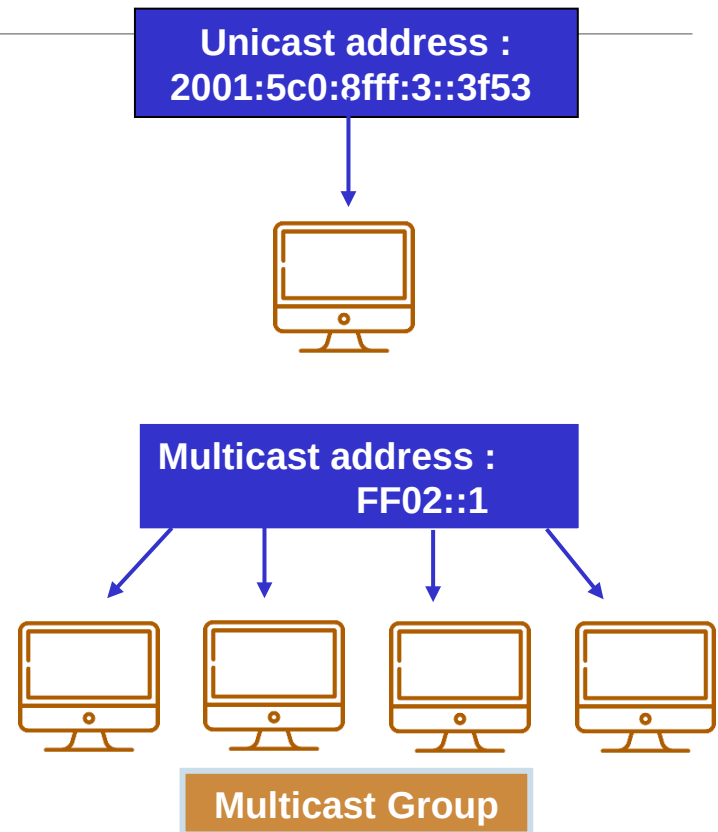 Unicast address :
2001:5c0:8fff:3::3f53
Multicast address :
FF02::1
Multicast Group